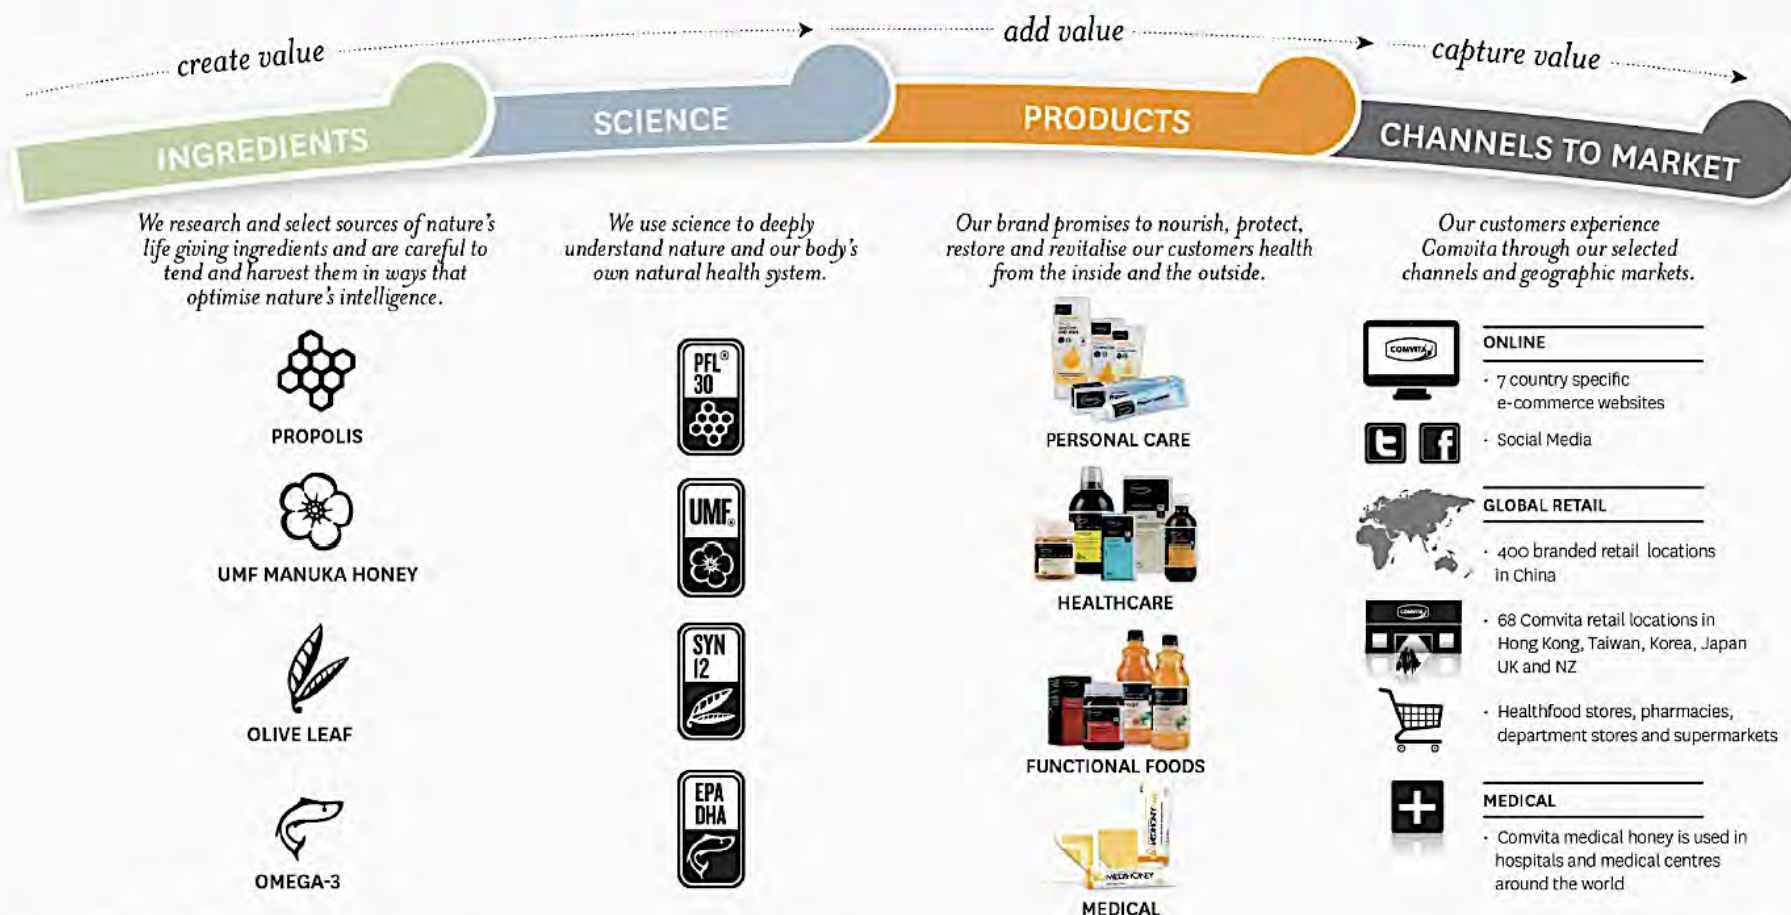 create value
add value
capture value
INGREDIENTS
SCIENCE
PRODUCTS
CHANNELS TO MARKET
We research and select sources of nature's
life giving ingredients and are careful to
tend and harvest them in ways that
optimise nature's intelligence.
PROPOLIS
UMF MANUKA HONEY
OLIVE LEAF
OMEGA-3
We use science to deeply
understand nature and our body's
own natural health system.
PFL®
30
UMF®
SYN
12
EPA
DHA
Our brand promises to nourish, protect,
restore and revitalise our customers health
from the inside and the outside.
PERSONAL CARE
HEALTHCARE
FUNCTIONAL FOODS
MEDIHONEY
MEDIHONEY
MEDICAL
Our customers experience
Comvita through our selected
channels and geographic markets.
COMVITA
ONLINE
· 7 country specific
e-commerce websites
· Social Media
GLOBAL RETAIL
· 400 branded retail locations
in China
COMVITA
· 68 Comvita retail locations in
Hong Kong, Taiwan, Korea, Japan
UK and NZ
· Healthfood stores, pharmacies,
department stores and supermarkets
MEDICAL
· Comvita medical honey is used in
hospitals and medical centres
around the world